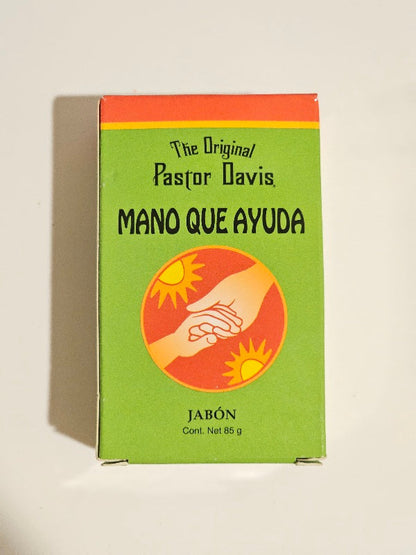 The Original
Pastor Davis
MANO QUE AYUDA
JABÓN
Cont. Net 85 g